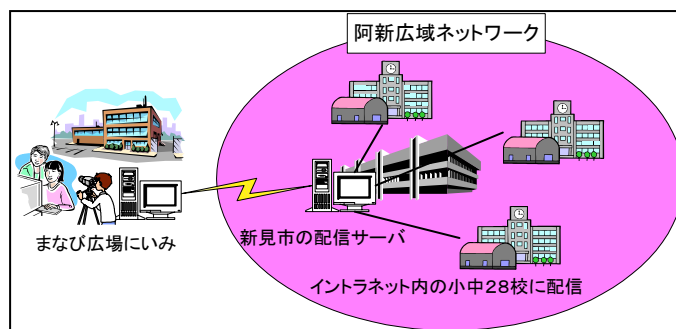 阿新広域ネットワーク
まなび広場にいみ
新見市の配信サーバ
イントラネット内の小中28校に配信